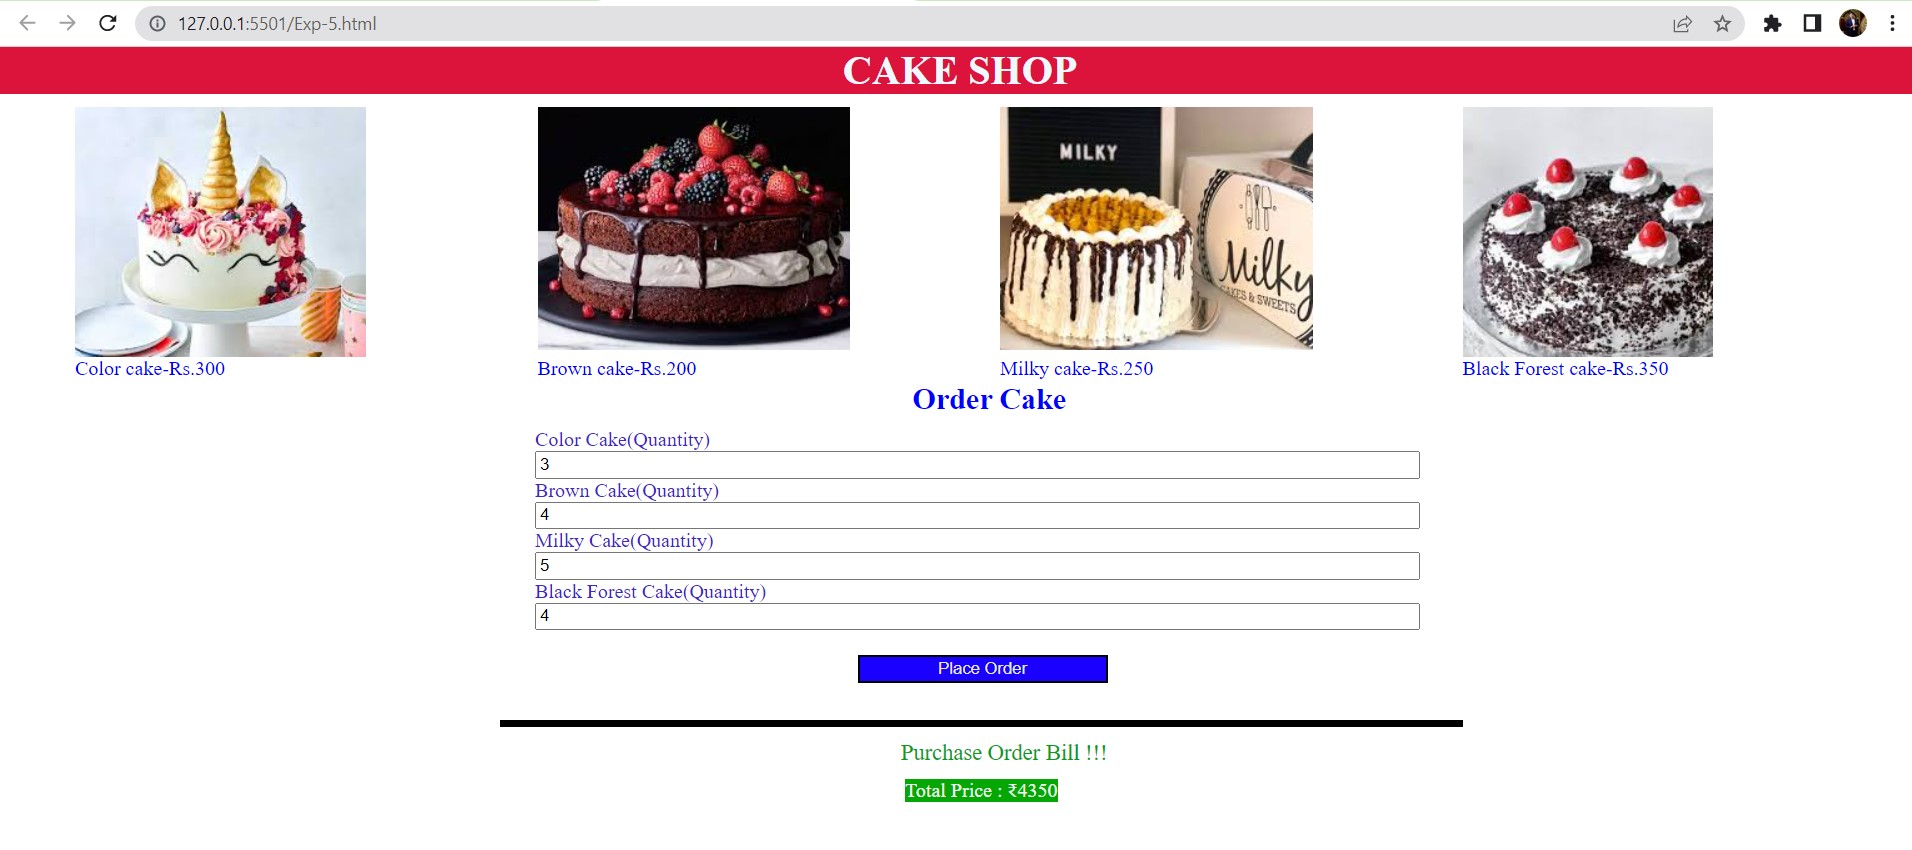 127.0.0.1:5501/Exp-5.html
CAKE SHOP
MILKY
Milky
CAKES & SWEETS
Color cake-Rs.300
Brown cake-Rs.200
Milky cake-Rs.250
Black Forest cake-Rs.350
Order Cake
Color Cake(Quantity)
3
Brown Cake(Quantity)
4
Milky Cake(Quantity)
5
Black Forest Cake(Quantity)
4
Place Order
Purchase Order Bill !!!
Total Price : ₹4350